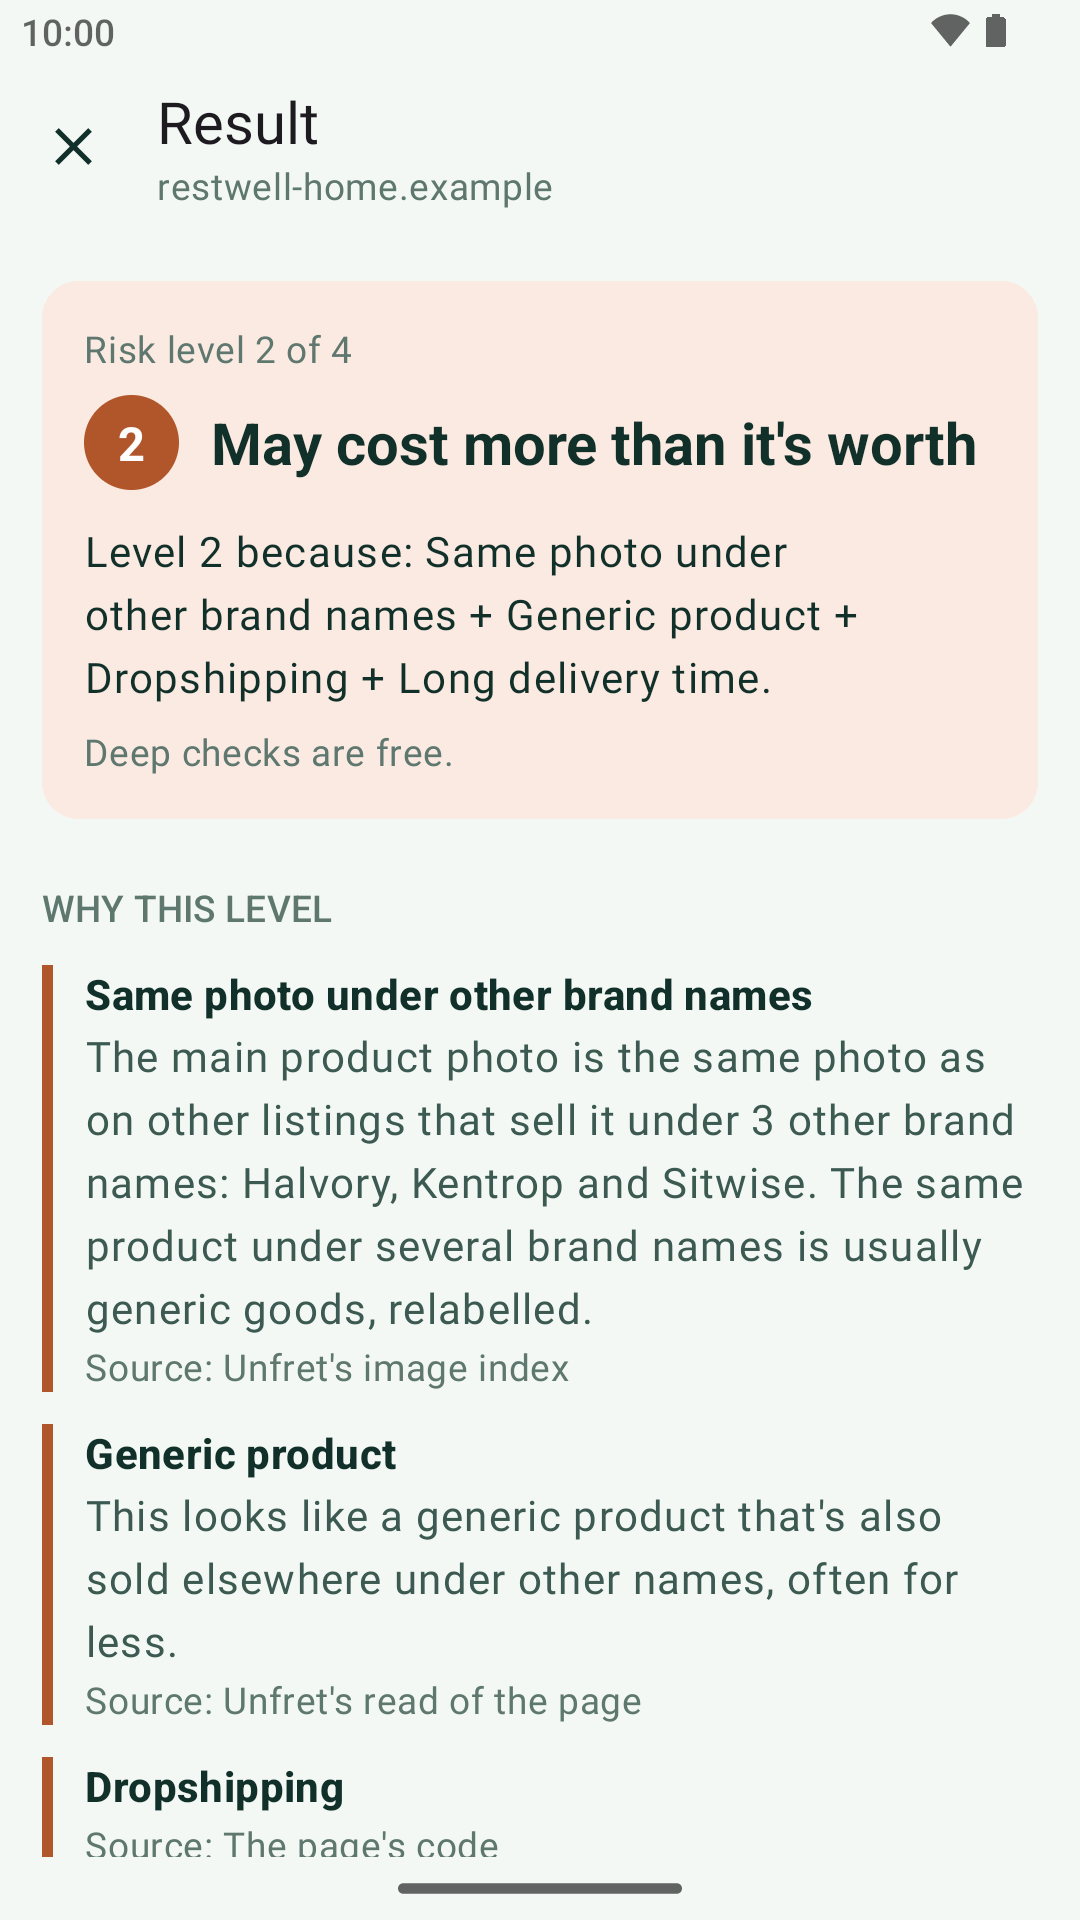 10:00
Result
restwell-home.example
Risk level 2 of 4
2
May cost more than it's worth
Level 2 because: Same photo under
other brand names + Generic product +
Dropshipping + Long delivery time.
Deep checks are free.
WHY THIS LEVEL
Same photo under other brand names
The main product photo is the same photo as
on other listings that sell it under 3 other brand
names: Halvory, Kentrop and Sitwise. The same
product under several brand names is usually
generic goods, relabelled.
Source: Unfret's image index
Generic product
This looks like a generic product that's also
sold elsewhere under other names, often for
less.
Source: Unfret's read of the page
Dropshipping
Source: The page's code